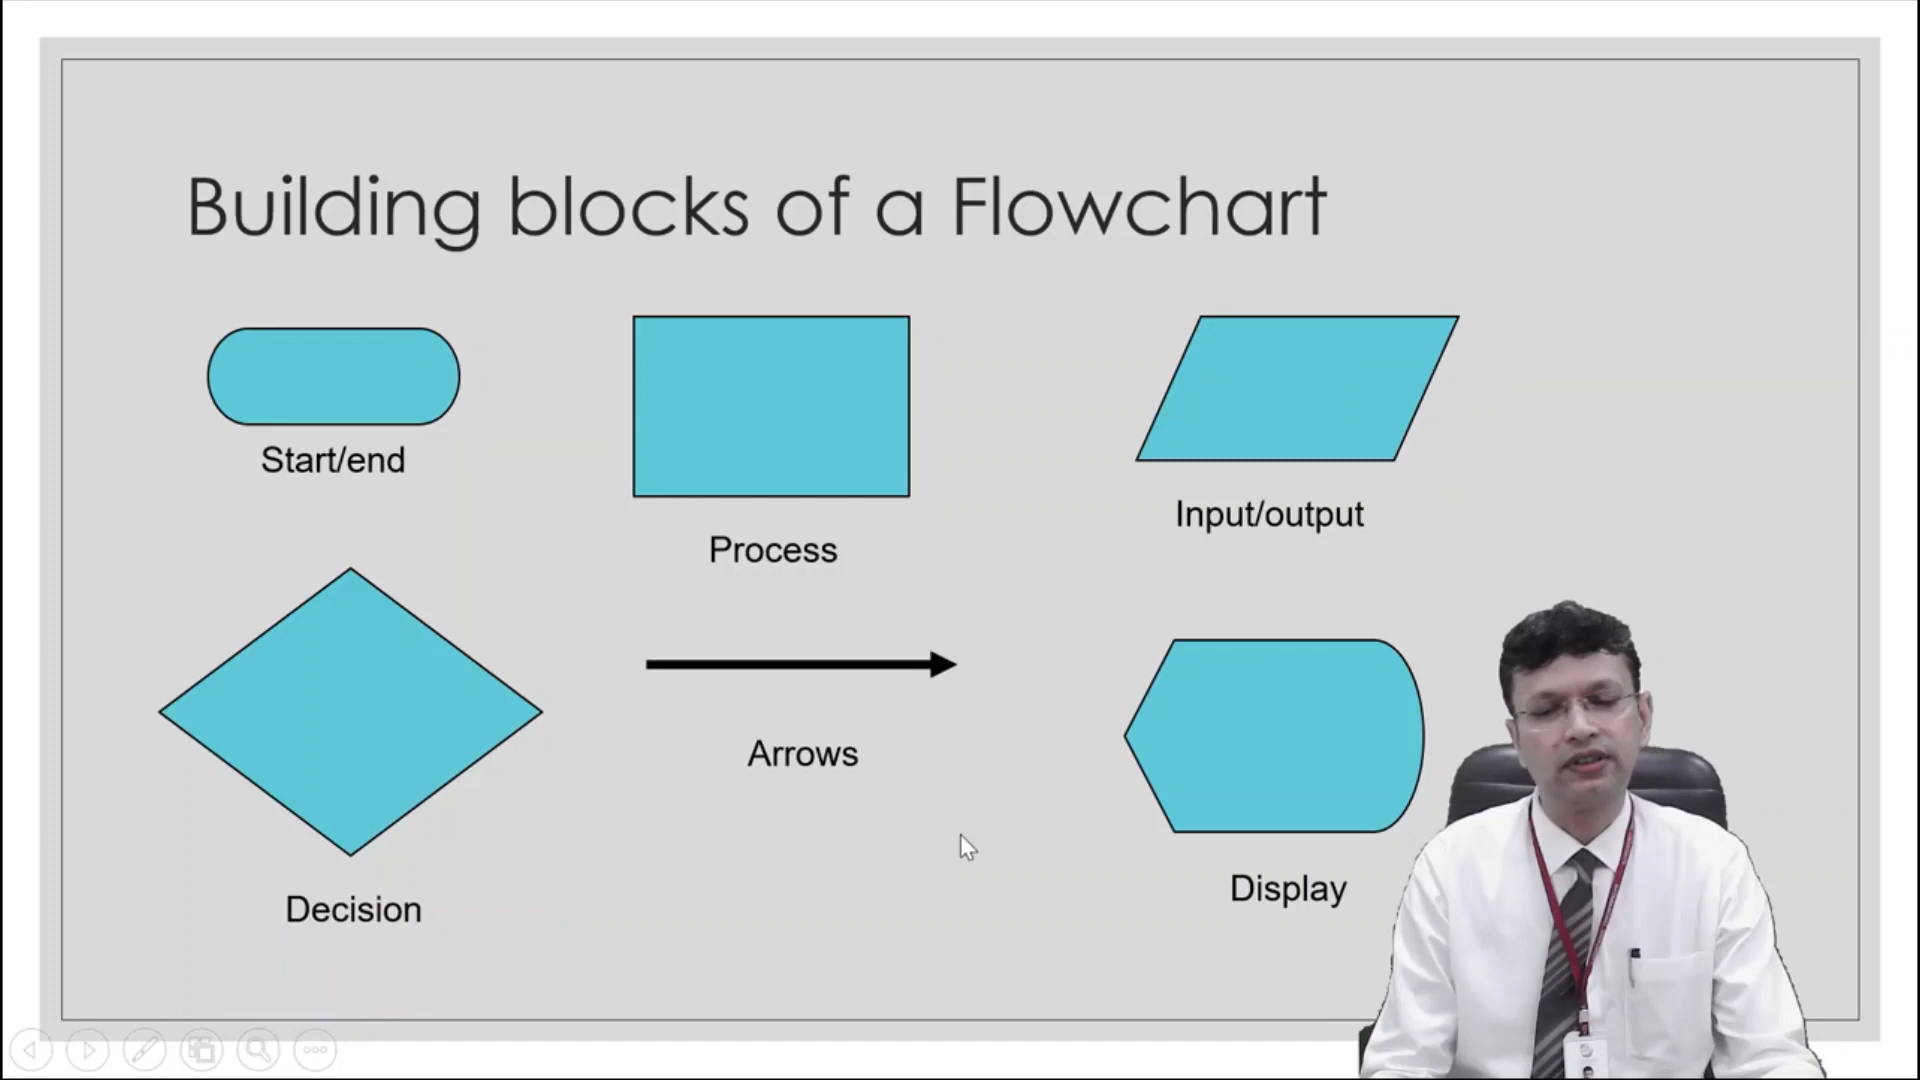 Building blocks of a Flowchart
Start/end
Process
Input/output
Decision
Arrows
Display